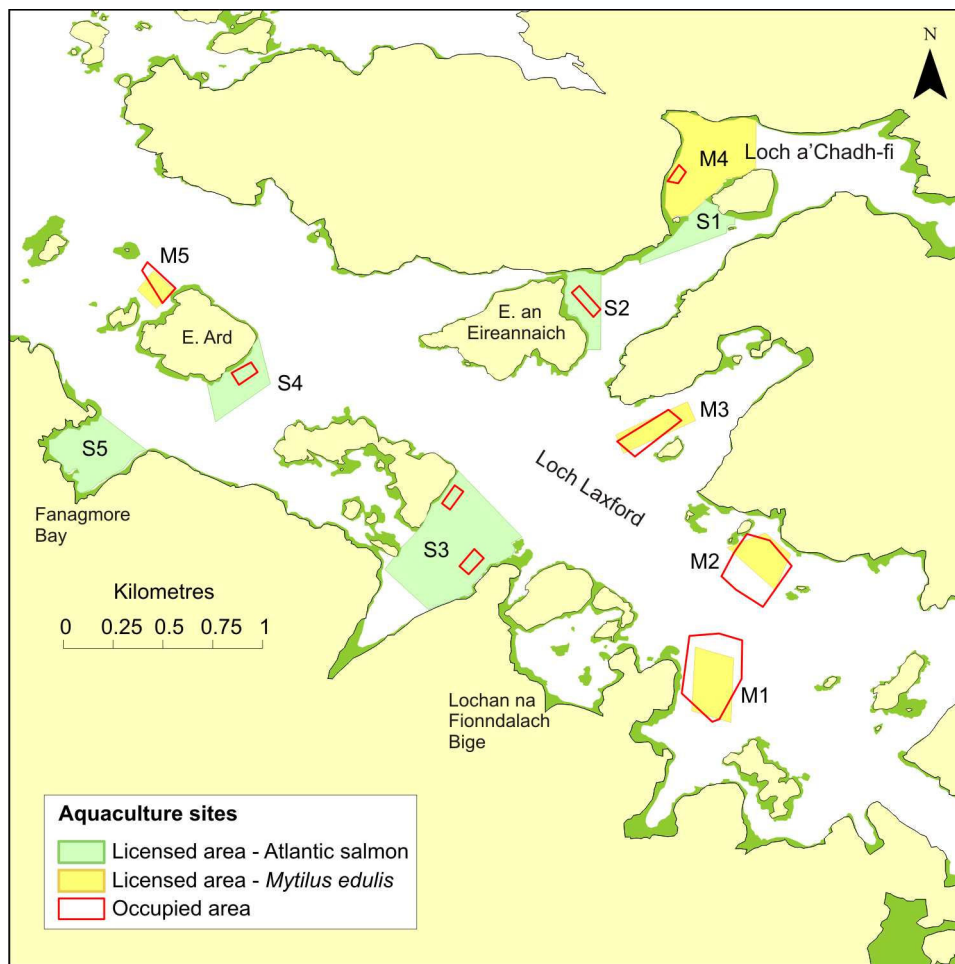 N
M4
Loch a'Chadh-fi
S1
M5
S2
E. an
Eireannaich
E. Ard
S4
M3
S5
Loch Laxford
Fanagmore
Bay
S3
M2
Kilometres
0 0.25 0.5 0.75 1
M1
Lochan na
Fionndalach
Bige
Aquaculture sites
Licensed area - Atlantic salmon
Licensed area - Mytilus edulis
Occupied area